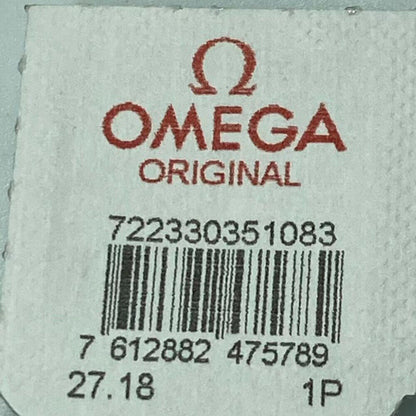 Ω
OMEGA
ORIGINAL
722330351083
7 612882 475789
27.18 1P